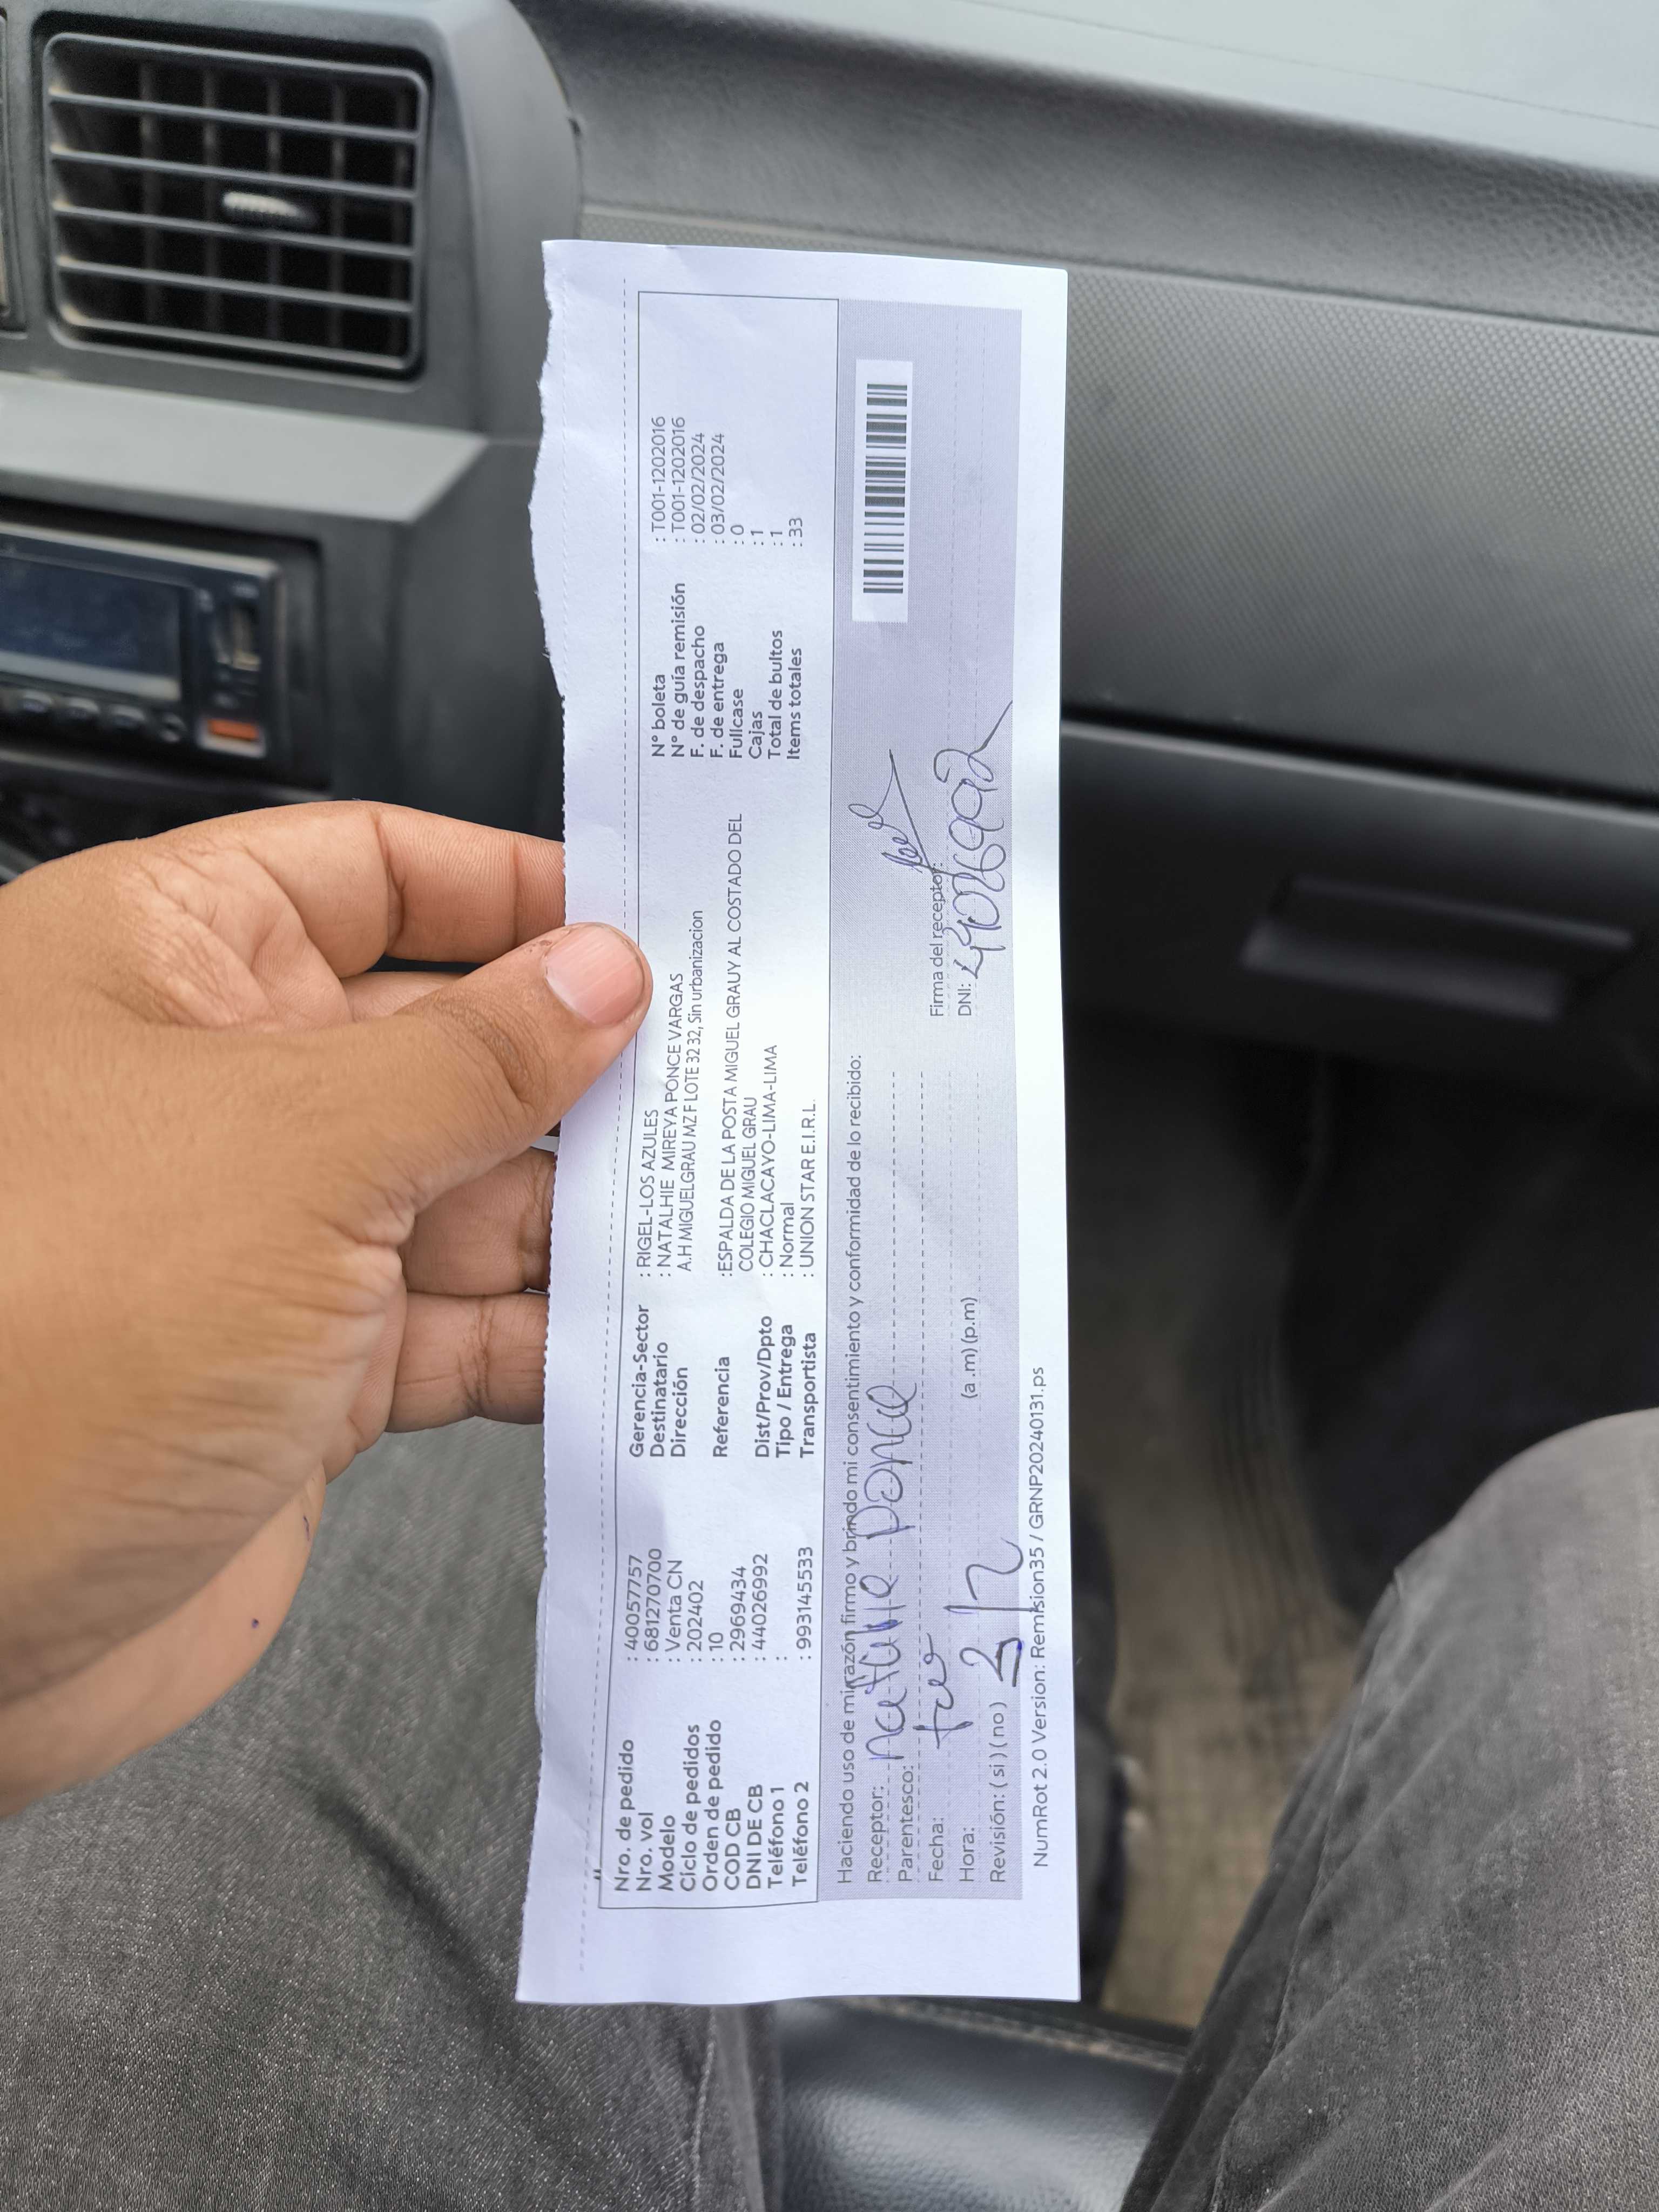 Nro. de pedido : 40057757
Nro. vol : 681270700
Modelo : Venta CN
Ciclo de pedidos : 202402
Orden de pedido : 10
COD CB : 2969434
DNI DE CB : 44026992
Teléfono 1 :
Teléfono 2 : 993145533
Gerencia-Sector : RIGEL-LOS AZULES
Destinatario : NATALHIE MIREYA PONCE VARGAS
Dirección A.H MIGUELGRAU MZ F LOTE 32 32, Sin urbanizacion
Referencia :ESPALDA DE LA POSTA MIGUEL GRAUY AL COSTADO DEL
COLEGIO MIGUEL GRAU
Dist/Prov/Dpto : CHACLACAYO-LIMA-LIMA
Tipo / Entrega : Normal
Transportista : UNION STAR E.I.R.L.
N° boleta : T001-1202016
N° de guía remisión : T001-1202016
F. de despacho : 02/02/2024
F. de entrega : 03/02/2024
Fullcase : 0
Cajas : 1
Total de bultos : 1
Items totales : 33
Haciendo uso de mi razón firmo y brindo mi consentimiento y conformidad de lo recibido:
Receptor: Ponce
Parentesco:
Fecha:
Hora: (a .m) (p.m)
Revisión: ( si ) ( no )
3/2
Firma del receptor:
DNI: 44026992
NumRot 2.0 Version: Remision35 / GRNP20240131.ps